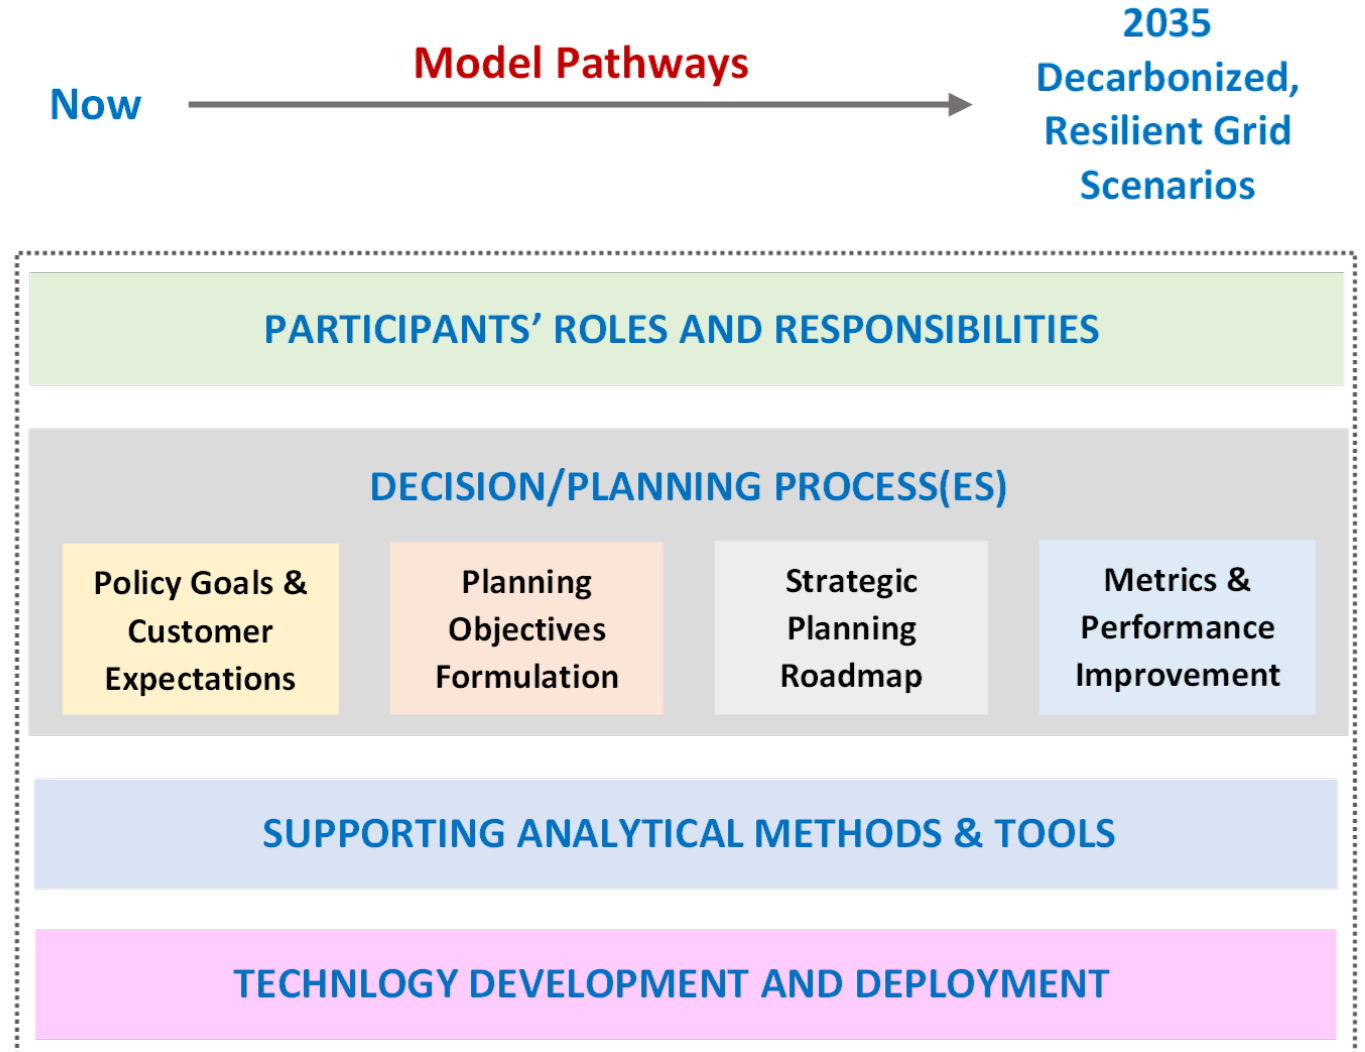 Model Pathways
Now
2035
Decarbonized,
Resilient Grid
Scenarios
PARTICIPANTS’ ROLES AND RESPONSIBILITIES
DECISION/PLANNING PROCESS(ES)
Policy Goals &
Customer
Expectations
Planning
Objectives
Formulation
Strategic
Planning
Roadmap
Metrics &
Performance
Improvement
SUPPORTING ANALYTICAL METHODS & TOOLS
TECHNLOGY DEVELOPMENT AND DEPLOYMENT